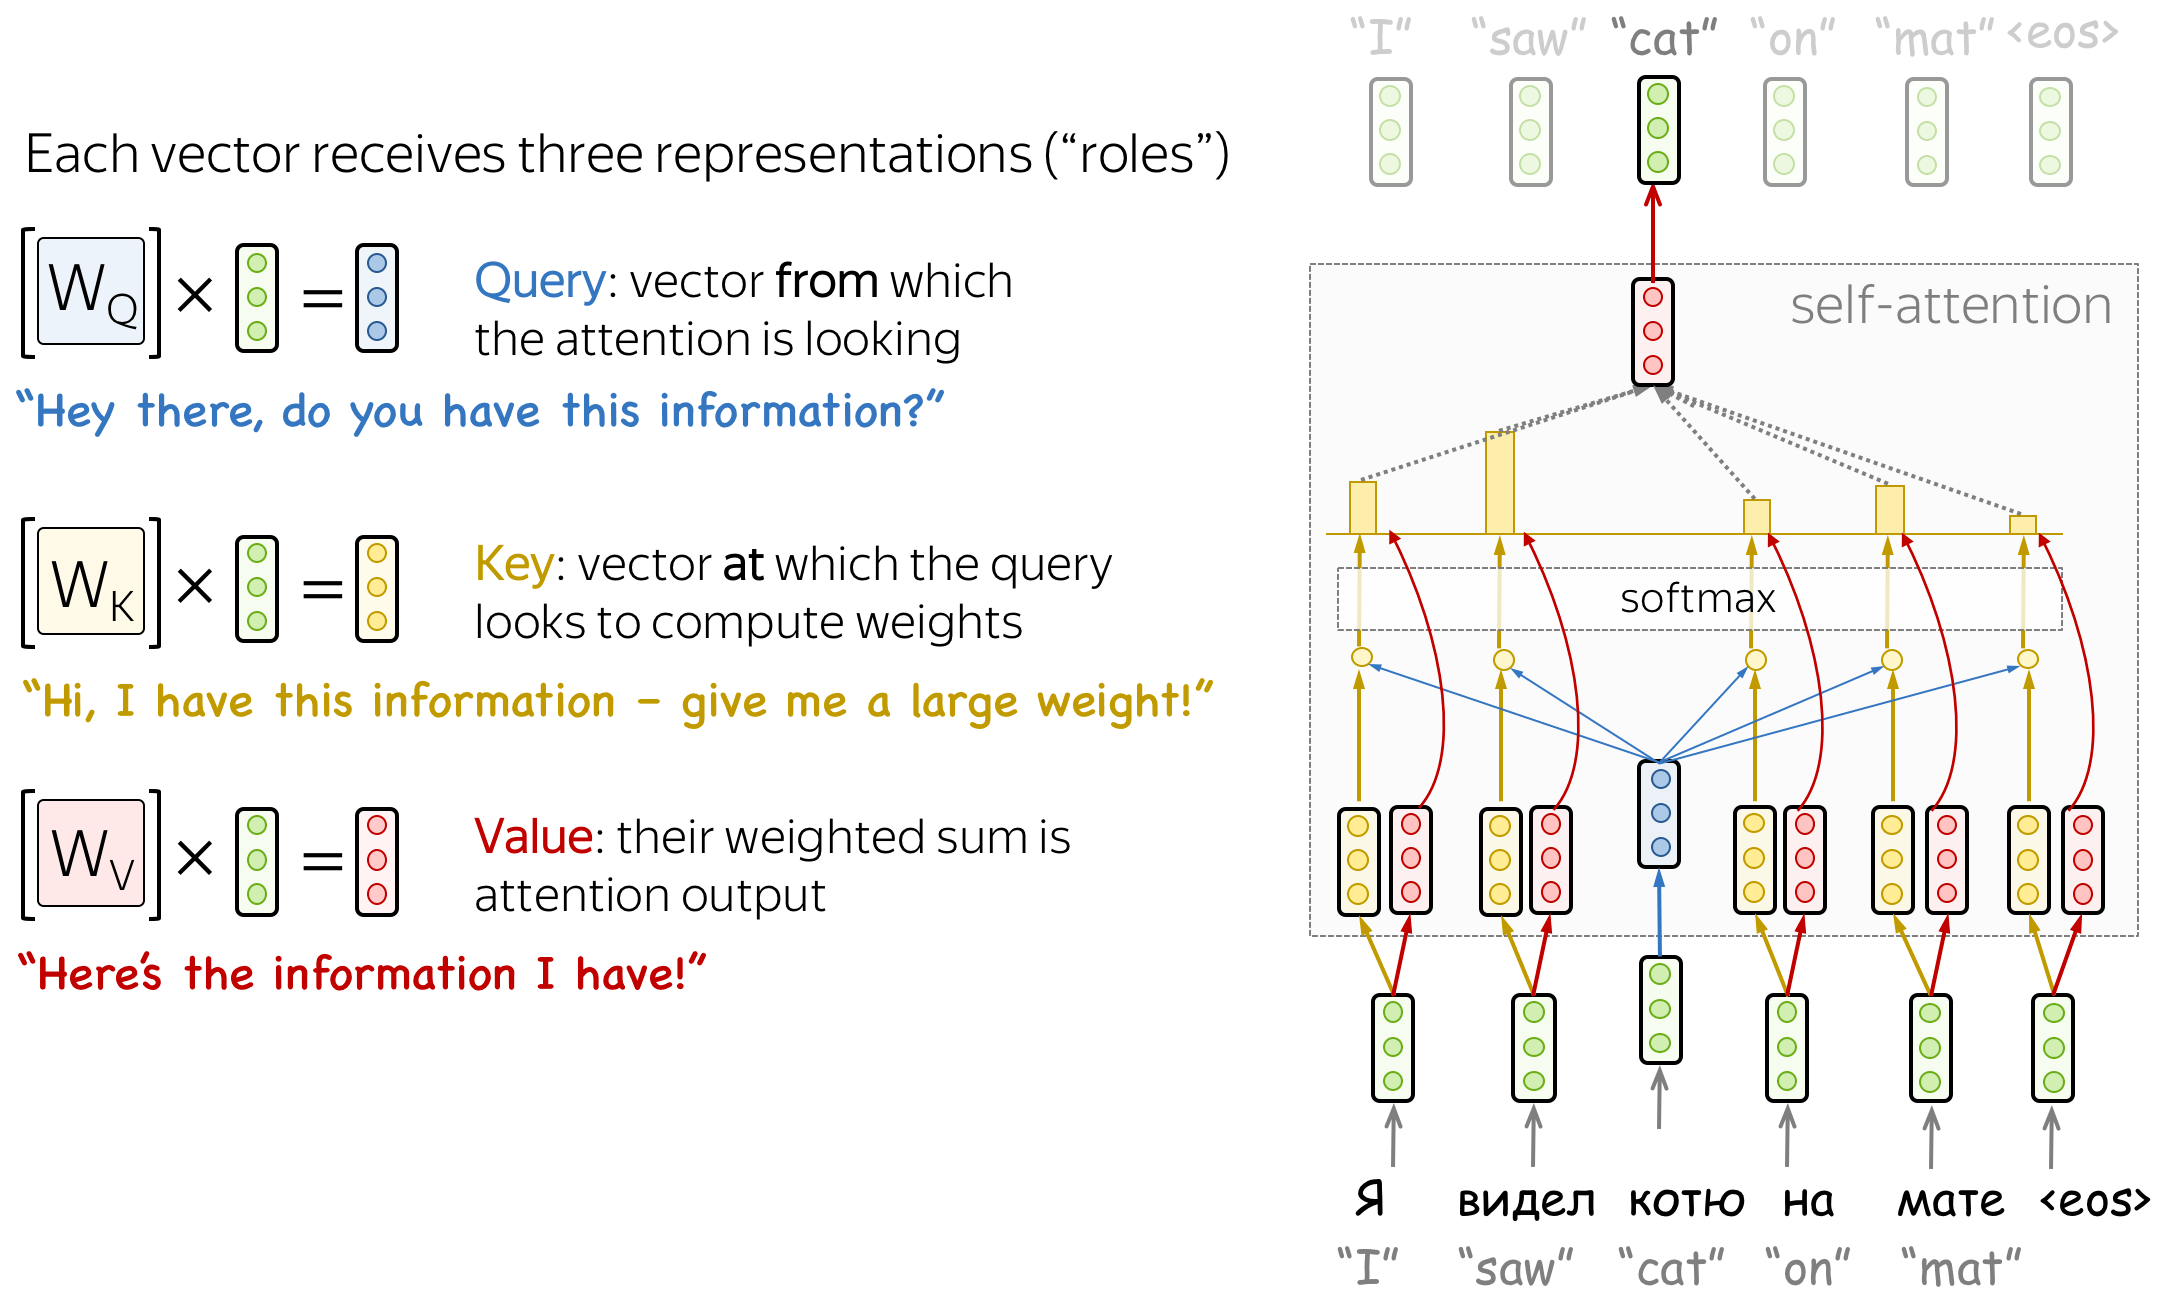 Each vector receives three representations (“roles”)
W_Q
×
=
Query: vector from which
the attention is looking
“Hey there, do you have this information?”
W_K
×
=
Key: vector at which the query
looks to compute weights
“Hi, I have this information – give me a large weight!”
W_V
×
=
Value: their weighted sum is
attention output
“Here’s the information I have!”
“I” “saw” “cat” “on” “mat” <eos>
self-attention
softmax
Я видел котю на мате <eos>
“I” “saw” “cat” “on” “mat”